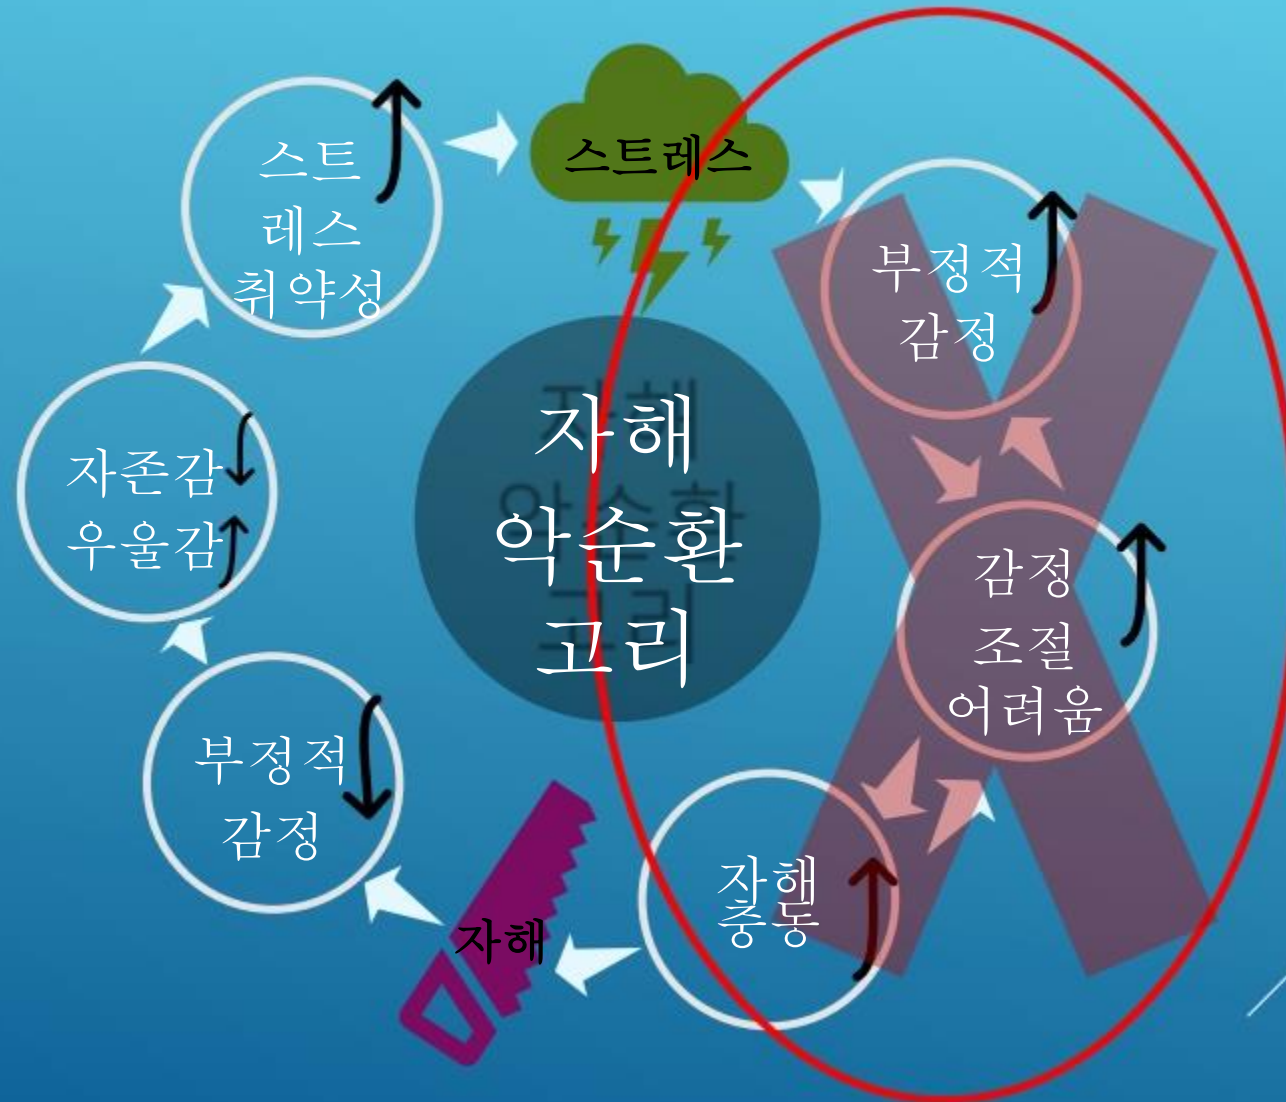 스트
레스
취약성
스트레스
부정적
감정
자해
악순환
고리
자존감
우울감
감정
조절
어려움
부정적
감정
자해
충동
자해